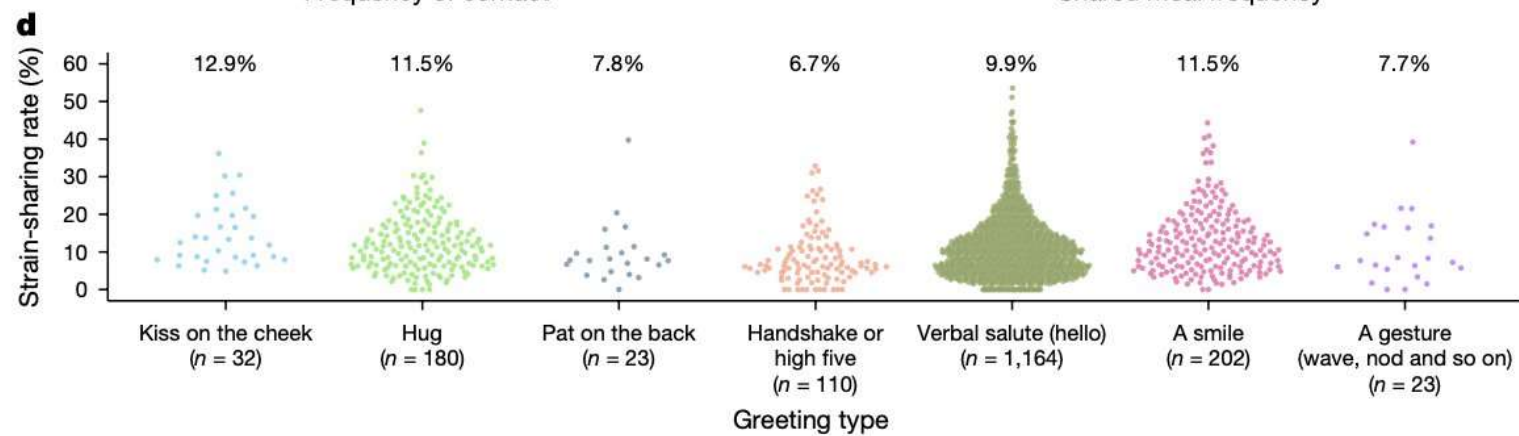 d
Strain-sharing rate (%)
60
50
40
30
20
10
0
12.9%
11.5%
7.8%
6.7%
9.9%
11.5%
7.7%
Kiss on the cheek
(n = 32)
Hug
(n = 180)
Pat on the back
(n = 23)
Handshake or
high five
(n = 110)
Verbal salute (hello)
(n = 1,164)
A smile
(n = 202)
A gesture
(wave, nod and so on)
(n = 23)
Greeting type